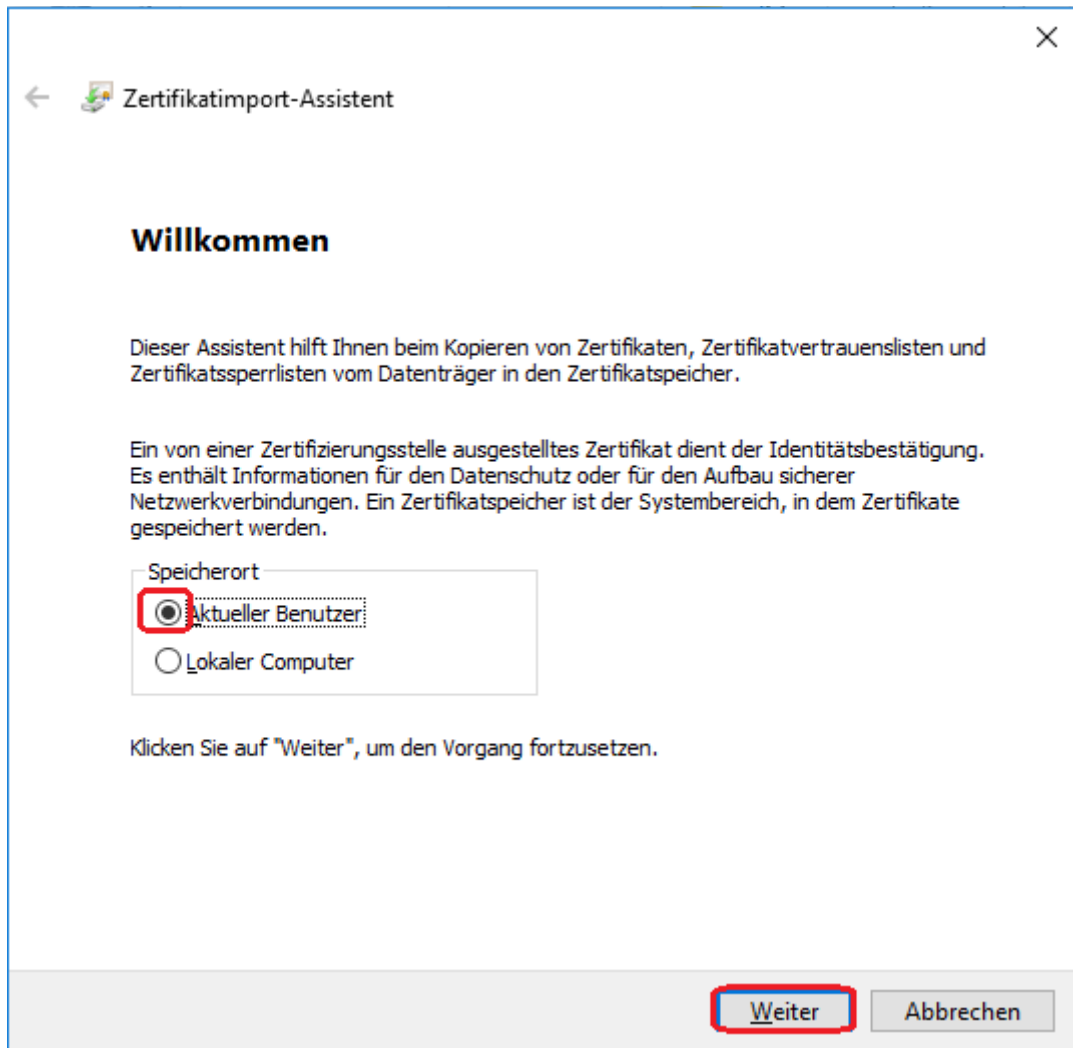 Zertifikatimport-Assistent
Willkommen
Dieser Assistent hilft Ihnen beim Kopieren von Zertifikaten, Zertifikatvertrauenslisten und
Zertifikatssperrlisten vom Datenträger in den Zertifikatspeicher.
Ein von einer Zertifizierungsstelle ausgestelltes Zertifikat dient der Identitätsbestätigung.
Es enthält Informationen für den Datenschutz oder für den Aufbau sicherer
Netzwerkverbindungen. Ein Zertifikatspeicher ist der Systembereich, in dem Zertifikate
gespeichert werden.
Speicherort
Aktueller Benutzer
Lokaler Computer
Klicken Sie auf "Weiter", um den Vorgang fortzusetzen.
Weiter
Abbrechen